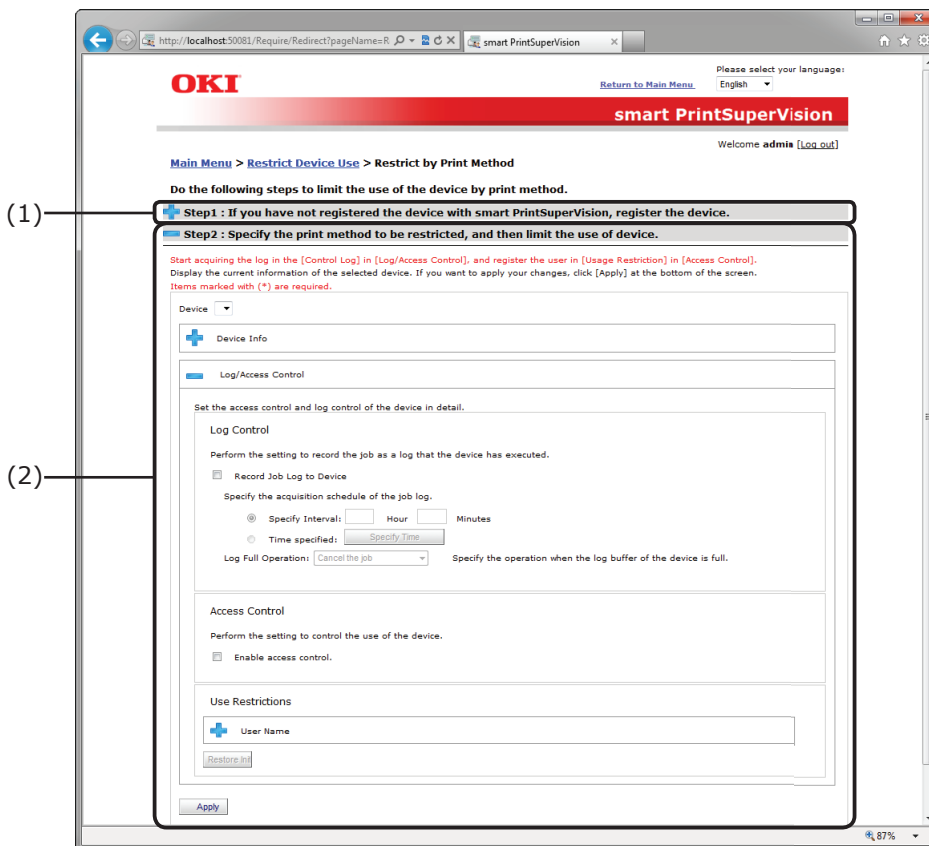 http://localhost:50081/Require/Redirect?pageName=R
smart PrintSuperVision
Please select your language:
OKI
Return to Main Menu
English
smart PrintSuperVision
Welcome admin [Log out]
Main Menu > Restrict Device Use > Restrict by Print Method
Do the following steps to limit the use of the device by print method.
(1)
Step1 : If you have not registered the device with smart PrintSuperVision, register the device.
Step2 : Specify the print method to be restricted, and then limit the use of device.
Start acquiring the log in the [Control Log] in [Log/Access Control], and register the user in [Usage Restriction] in [Access Control].
Display the current information of the selected device. If you want to apply your changes, click [Apply] at the bottom of the screen.
Items marked with (*) are required.
Device
Device Info
Log/Access Control
Set the access control and log control of the device in detail.
Log Control
Perform the setting to record the job as a log that the device has executed.
(2)
Record Job Log to Device
Specify the acquisition schedule of the job log.
Specify Interval: Hour Minutes
Time specified: Specify Time
Log Full Operation: Cancel the job Specify the operation when the log buffer of the device is full.
Access Control
Perform the setting to control the use of the device.
Enable access control.
Use Restrictions
User Name
Restore Init
Apply
87%